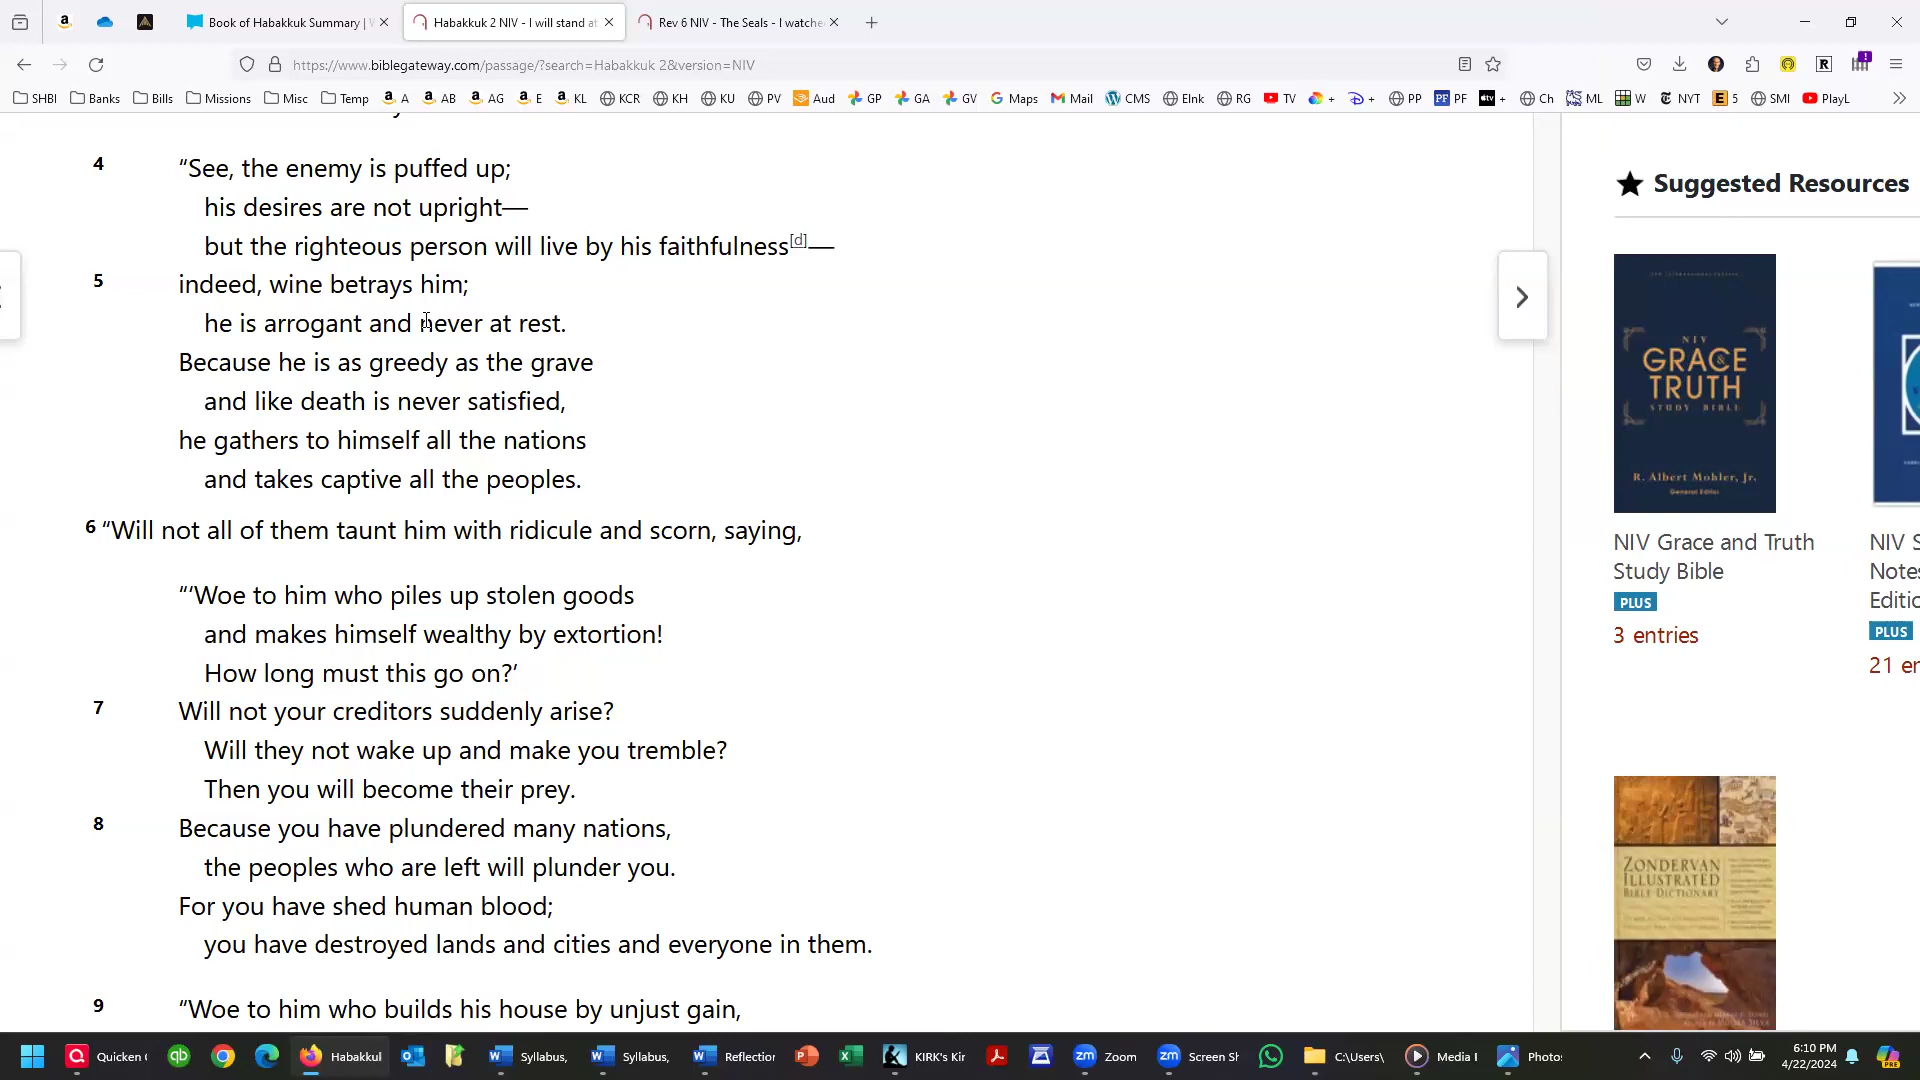 Book of Habakkuk Summary |
Habakkuk 2 NIV - I will stand at
Rev 6 NIV - The Seals - I watche
https://www.biblegateway.com/passage/?search=Habakkuk 2&version=NIV
SHBI Banks Bills Missions Misc Temp A AB AG E KL KCR KH KU PV Aud GP GA GV Maps Mail CMS EInk RG TV + + PP PF + Ch ML W NYT 5 SMI PlayL
4 “See, the enemy is puffed up;
his desires are not upright—
but the righteous person will live by his faithfulness[d]—
5 indeed, wine betrays him;
he is arrogant and never at rest.
Because he is as greedy as the grave
and like death is never satisfied,
he gathers to himself all the nations
and takes captive all the peoples.
6 “Will not all of them taunt him with ridicule and scorn, saying,
“‘Woe to him who piles up stolen goods
and makes himself wealthy by extortion!
How long must this go on?’
7 Will not your creditors suddenly arise?
Will they not wake up and make you tremble?
Then you will become their prey.
8 Because you have plundered many nations,
the peoples who are left will plunder you.
For you have shed human blood;
you have destroyed lands and cities and everyone in them.
9 “Woe to him who builds his house by unjust gain,
Suggested Resources
NIV
GRACE
&
TRUTH
STUDY BIBLE
R. Albert Mohler, Jr.
General Editor
NIV Grace and Truth
Study Bible
PLUS
3 entries
NIV S
Notes
Editio
PLUS
21 en
ZONDERVAN
ILLUSTRATED
BIBLE DICTIONARY
Quicken Habakkul Syllabus, Syllabus, Reflection KIRK's Kir Zoom Screen Sh C:\Users\ Media Photos
6:10 PM
4/22/2024